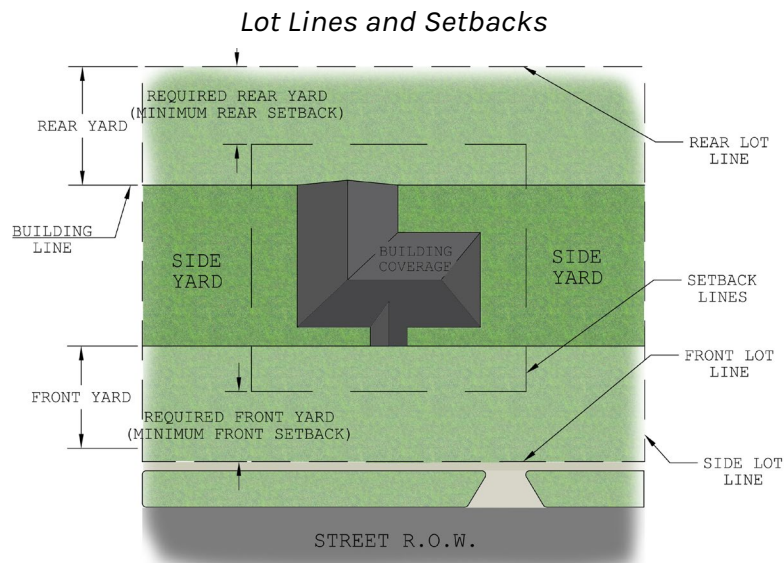 Lot Lines and Setbacks
REQUIRED REAR YARD
(MINIMUM REAR SETBACK)
REAR YARD
REAR LOT
LINE
BUILDING
LINE
SIDE
YARD
BUILDING
COVERAGE
SIDE
YARD
SETBACK
LINES
FRONT LOT
LINE
FRONT YARD
REQUIRED FRONT YARD
(MINIMUM FRONT SETBACK)
SIDE LOT
LINE
STREET R.O.W.